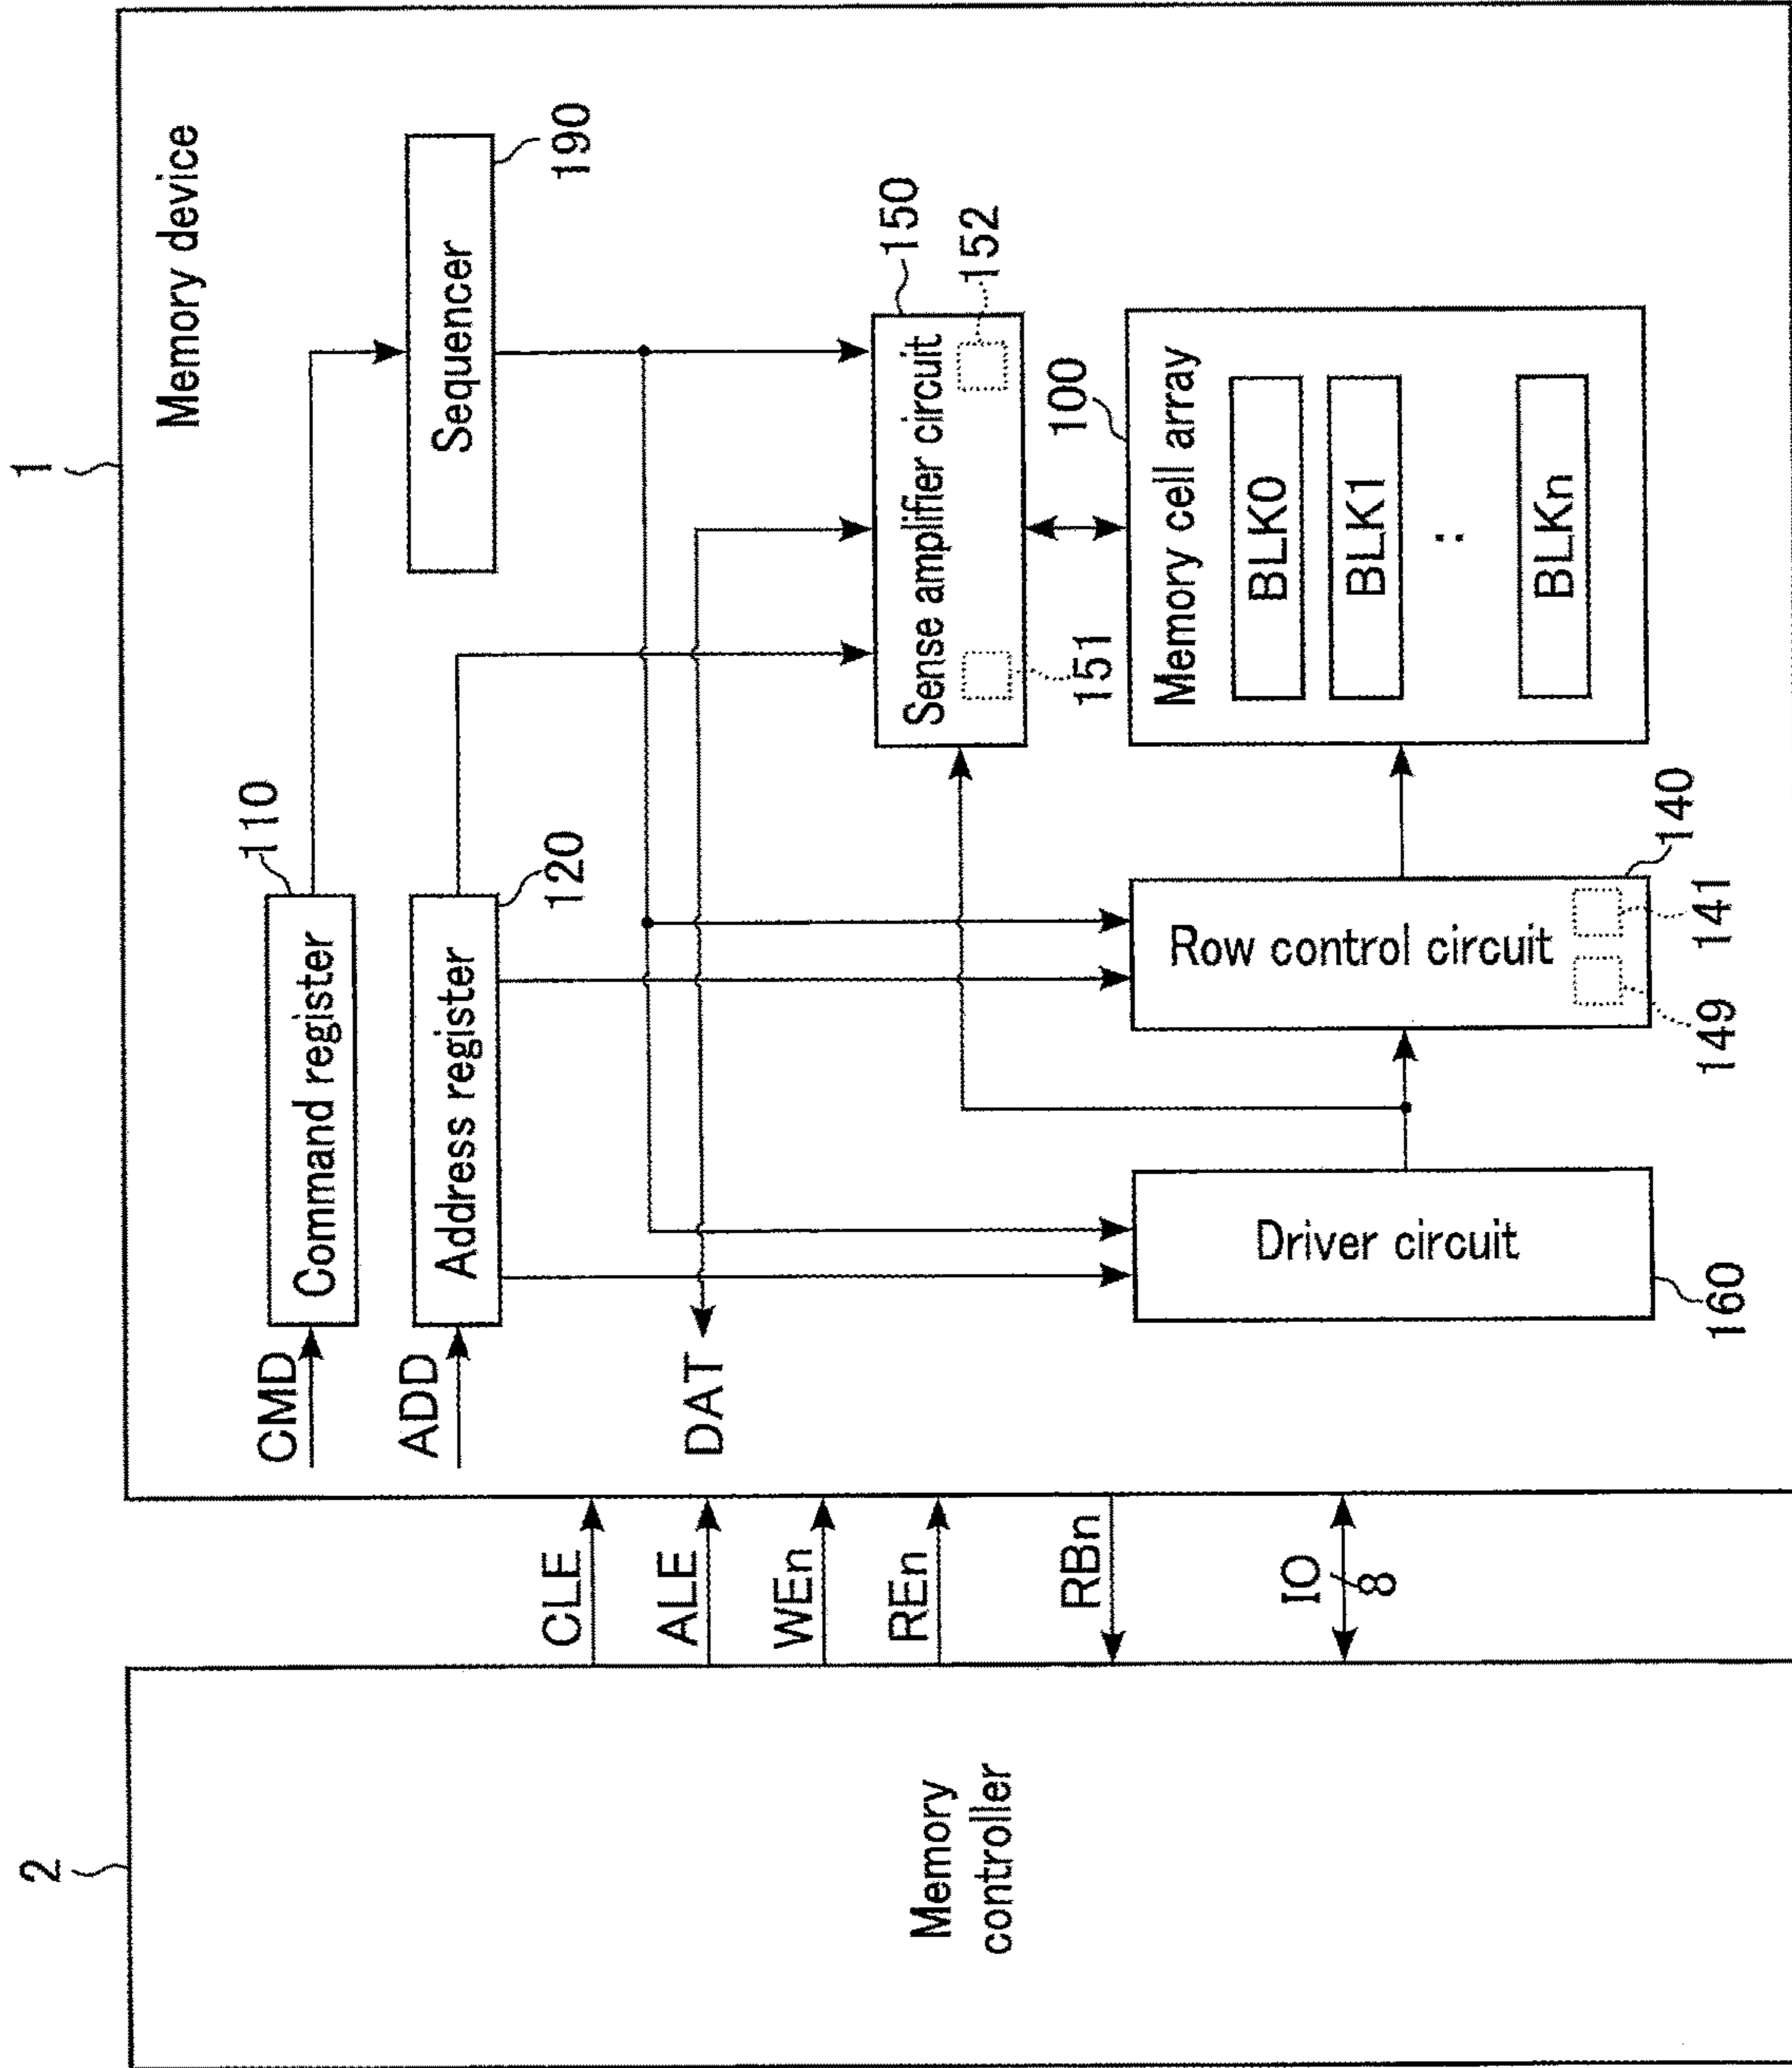 1
Memory device
2
Memory
controller
CLE
ALE
WEn
REn
RBn
IO
8
CMD
ADD
DAT
Command register
110
Address register
120
Sequencer
190
Sense amplifier circuit
150
151
152
Memory cell array
100
BLK0
BLK1
:
BLKn
Row control circuit
140
149
141
Driver circuit
160